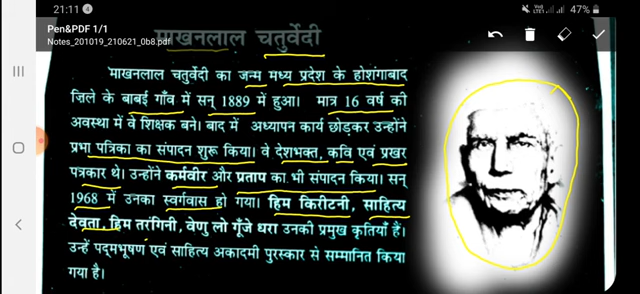 21:11
47%
Pen&PDF 1/1
Notes_201019_210621_0b8.pdf
माखनलाल चतुर्वेदी
माखनलाल चतुर्वेदी का जन्म मध्य प्रदेश के होशंगाबाद
ज़िले के बाबई गाँव में सन् 1889 में हुआ। मात्र 16 वर्ष की
अवस्था में वे शिक्षक बने। बाद में अध्यापन कार्य छोड़कर उन्होंने
प्रभा पत्रिका का संपादन शुरू किया। वे देशभक्त, कवि एवं प्रखर
पत्रकार थे। उन्होंने कर्मवीर और प्रताप का भी संपादन किया। सन्
1968 में उनका स्वर्गवास हो गया। हिम किरीटनी, साहित्य
देवता, हिम तरंगिनी, वेणु लो गूँजे धरा उनकी प्रमुख कृतियाँ हैं।
उन्हें पद्मभूषण एवं साहित्य अकादमी पुरस्कार से सम्मानित किया
गया है।